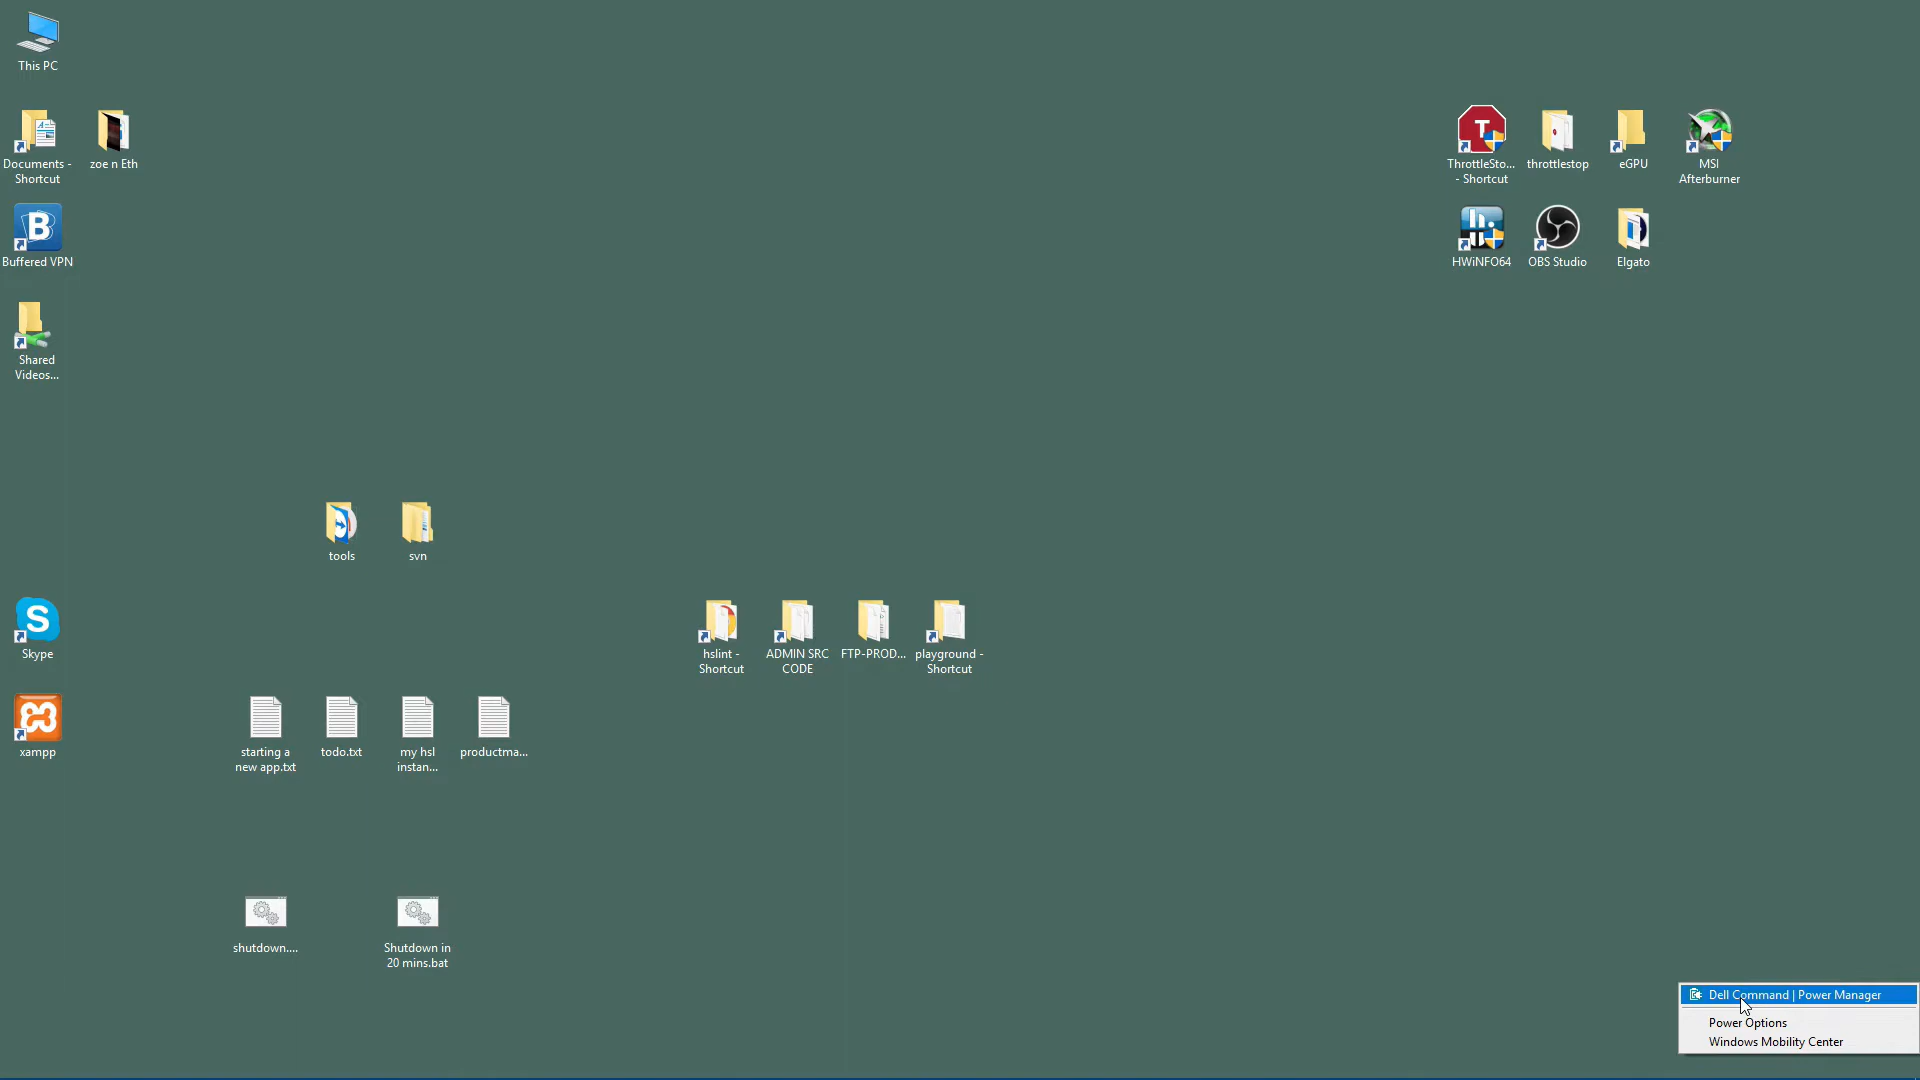 This PC
Documents -
Shortcut
zoe n Eth
ThrottleSto...
- Shortcut
throttlestop
eGPU
MSI
Afterburner
Buffered VPN
HWiNFO64
OBS Studio
Elgato
Shared
Videos...
tools
svn
Skype
hslint -
Shortcut
ADMIN SRC
CODE
FTP-PROD...
playground -
Shortcut
xampp
starting a
new app.txt
todo.txt
my hsl
instan...
productma...
shutdown....
Shutdown in
20 mins.bat
Dell Command | Power Manager
Power Options
Windows Mobility Center